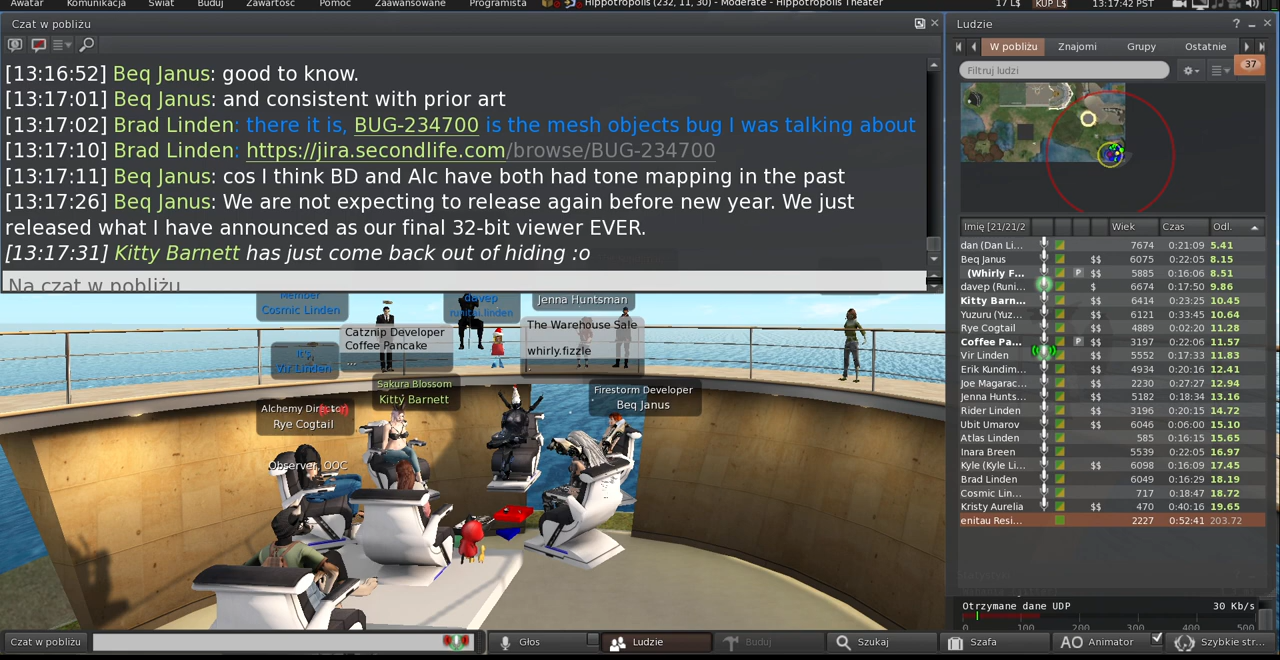 Awatar Komunikacja Świat Buduj Zawartość Pomoc Zaawansowane Programista Hippotropolis (232, 11, 30) - Moderate - Hippotropolis Theater 17 L$ KUP L$ 13:17:42 PST
Czat w pobliżu
[13:16:52] Beq Janus: good to know.
[13:17:01] Beq Janus: and consistent with prior art
[13:17:02] Brad Linden: there it is, BUG-234700 is the mesh objects bug I was talking about
[13:17:10] Brad Linden: https://jira.secondlife.com/browse/BUG-234700
[13:17:11] Beq Janus: cos I think BD and Alc have both had tone mapping in the past
[13:17:26] Beq Janus: We are not expecting to release again before new year. We just
released what I have announced as our final 32-bit viewer EVER.
[13:17:31] Kitty Barnett has just come back out of hiding :o
Na czat w pobliżu
Member
Cosmic Linden
davep
runitai.linden
Jenna Huntsman
Catznip Developer
Coffee Pancake
...
The Warehouse Sale
whirly.fizzle
It's
Vir Linden
Sakura Blossom
Kitty Barnett
Firestorm Developer
Beq Janus
Alchemy Director
Rye Cogtail
Observer, OOC
Ludzie
W pobliżu Znajomi Grupy Ostatnie
Filtruj ludzi
37
Imię [21/21/2 Wiek Czas Odl.
dan (Dan Li... 7674 0:21:09 5.41
Beq Janus $$ 6075 0:22:05 8.15
(Whirly F... P $$ 5885 0:16:06 8.51
davep (Runi... $ 6674 0:17:50 9.86
Kitty Barn... $$ 6414 0:23:25 10.45
Yuzuru (Yuz... $$ 6121 0:33:45 10.64
Rye Cogtail $$ 4889 0:02:20 11.28
Coffee Pa... P $$ 3197 0:22:06 11.57
Vir Linden $$ 5552 0:17:33 11.83
Erik Kundim... $$ 4934 0:20:16 12.41
Joe Magarac... $$ 2230 0:27:27 12.94
Jenna Hunts... $$ 5182 0:18:34 13.16
Rider Linden $$ 3196 0:20:15 14.72
Ubit Umarov $$ 6046 0:06:00 15.10
Atlas Linden 585 0:16:15 15.65
Inara Breen 5539 0:22:05 16.97
Kyle (Kyle Li... $$ 6098 0:16:09 17.45
Brad Linden 6049 0:16:29 18.19
Cosmic Lin... 717 0:18:47 18.72
Kristy Aurelia $$ 470 0:40:16 19.65
enitau Resi... 2227 0:52:41 203.72
Otrzymane dane UDP 30 Kb/s
0 100 200 300 400 500
Czat w pobliżu Głos Ludzie Buduj Szukaj Szafa AO Animator Szybkie str...